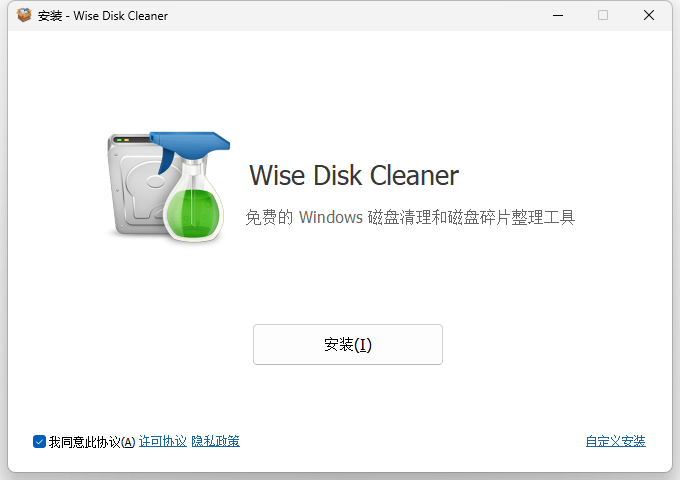 安装 - Wise Disk Cleaner
Wise Disk Cleaner
免费的 Windows 磁盘清理和磁盘碎片整理工具
安装(I)
我同意此协议(A) 许可协议 隐私政策 自定义安装